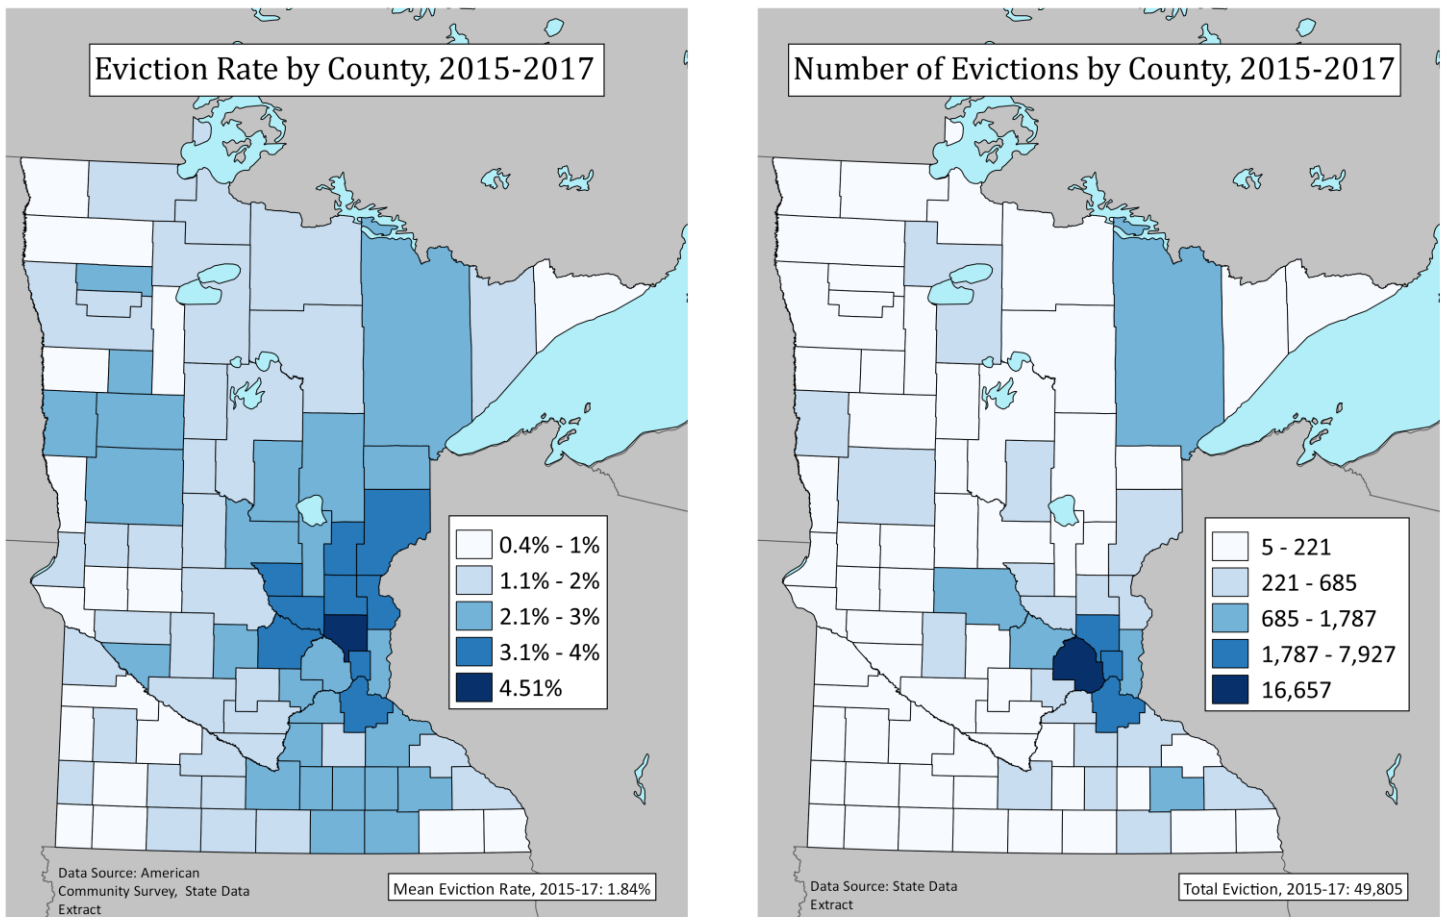 Eviction Rate by County, 2015-2017
0.4% - 1%
1.1% - 2%
2.1% - 3%
3.1% - 4%
4.51%
Data Source: American
Community Survey, State Data
Extract
Mean Eviction Rate, 2015-17: 1.84%
Number of Evictions by County, 2015-2017
5 - 221
221 - 685
685 - 1,787
1,787 - 7,927
16,657
Data Source: State Data
Extract
Total Eviction, 2015-17: 49,805